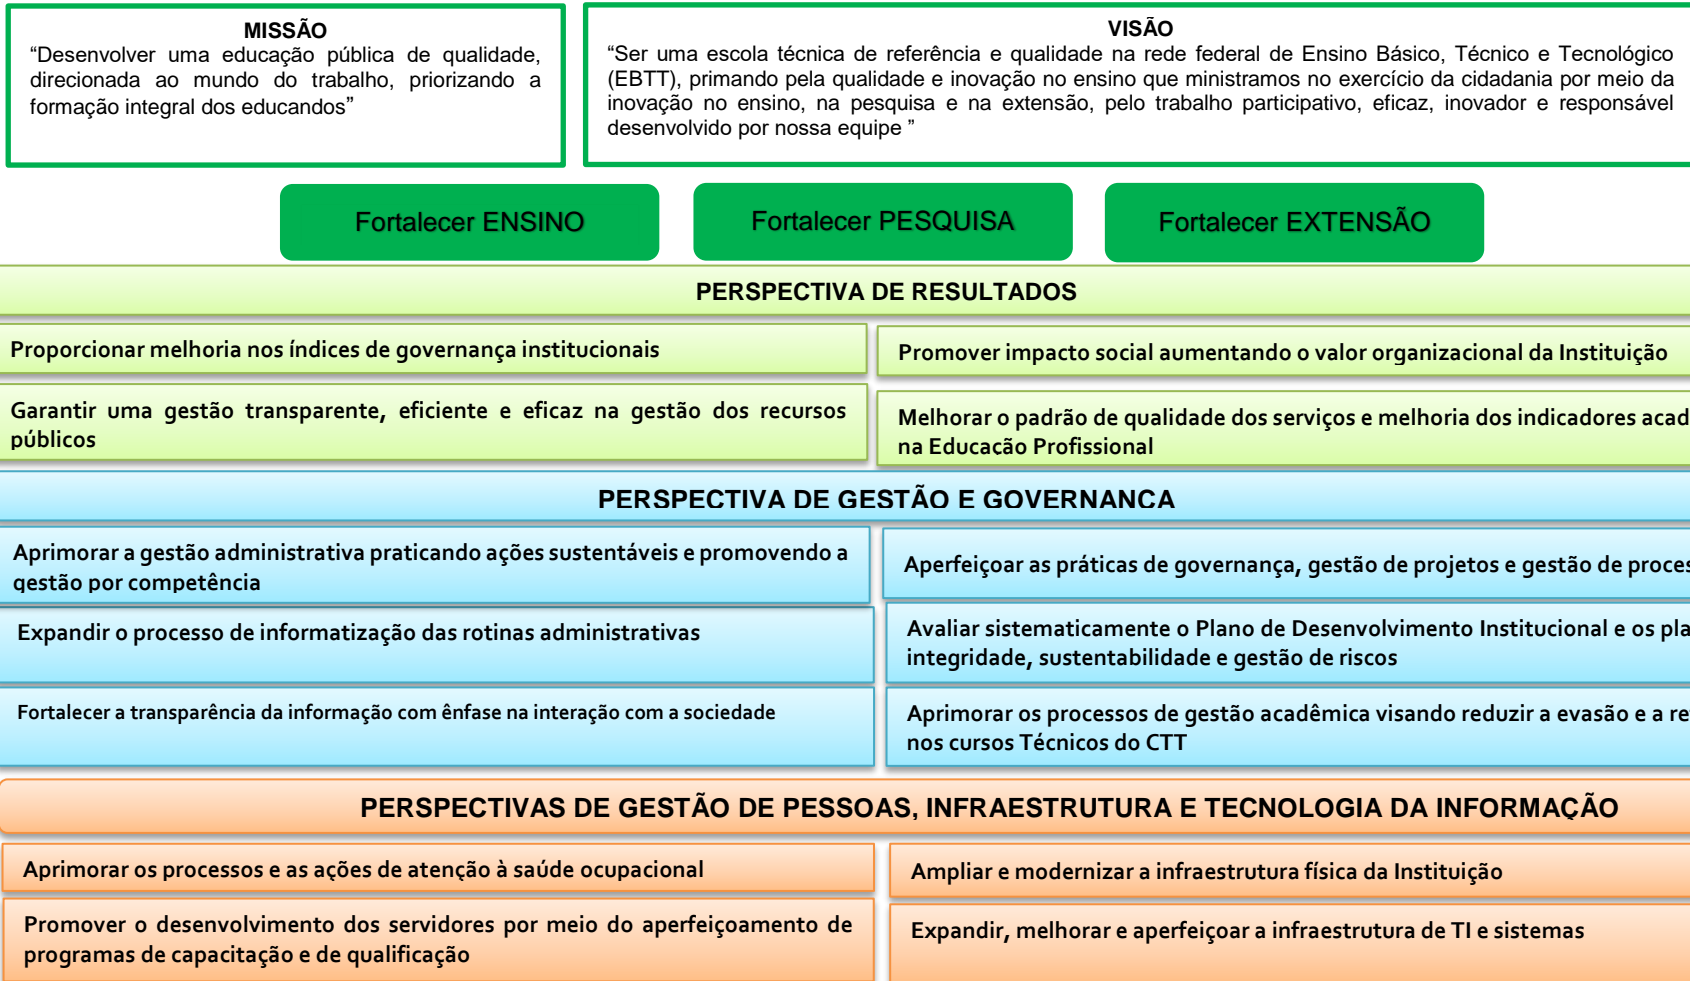 MISSÃO
“Desenvolver uma educação pública de qualidade,
direcionada ao mundo do trabalho, priorizando a
formação integral dos educandos”
VISÃO
“Ser uma escola técnica de referência e qualidade na rede federal de Ensino Básico, Técnico e Tecnológico
(EBTT), primando pela qualidade e inovação no ensino que ministramos no exercício da cidadania por meio da
inovação no ensino, na pesquisa e na extensão, pelo trabalho participativo, eficaz, inovador e responsável
desenvolvido por nossa equipe ”
Fortalecer ENSINO
Fortalecer PESQUISA
Fortalecer EXTENSÃO
PERSPECTIVA DE RESULTADOS
Proporcionar melhoria nos índices de governança institucionais
Promover impacto social aumentando o valor organizacional da Instituição
Garantir uma gestão transparente, eficiente e eficaz na gestão dos recursos
públicos
Melhorar o padrão de qualidade dos serviços e melhoria dos indicadores
na Educação Profissional
PERSPECTIVA DE GESTÃO E GOVERNANÇA
Aprimorar a gestão administrativa praticando ações sustentáveis e promovendo a
gestão por competência
Aperfeiçoar as práticas de governança, gestão de projetos e gestão de
Expandir o processo de informatização das rotinas administrativas
Avaliar sistematicamente o Plano de Desenvolvimento Institucional e os
integridade, sustentabilidade e gestão de riscos
Fortalecer a transparência da informação com ênfase na interação com a sociedade
Aprimorar os processos de gestão acadêmica visando reduzir a evasão e a
nos cursos Técnicos do CTT
PERSPECTIVAS DE GESTÃO DE PESSOAS, INFRAESTRUTURA E TECNOLOGIA DA INFORMAÇÃO
Aprimorar os processos e as ações de atenção à saúde ocupacional
Ampliar e modernizar a infraestrutura física da Instituição
Promover o desenvolvimento dos servidores por meio do aperfeiçoamento de
programas de capacitação e de qualificação
Expandir, melhorar e aperfeiçoar a infraestrutura de TI e sistemas